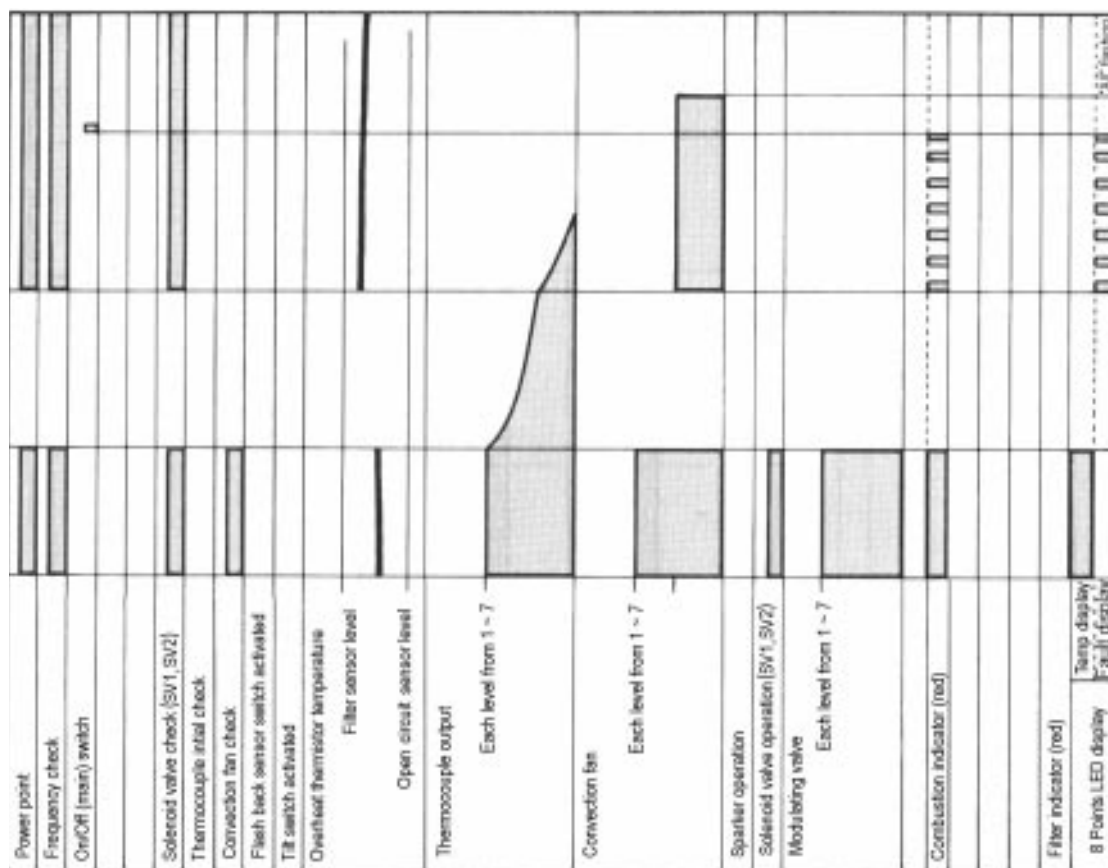 Power point
Frequency check
On/Off (main) switch
Solenoid valve check (SV1, SV2)
Thermocouple intial check
Convection fan check
Flash back sensor switch activated
Tilt switch activated
Overheat thermistor temperature
Filter sensor level
Open circuit sensor level
Thermocouple output
Each level from 1 ~ 7
Convection fan
Each level from 1 ~ 7
Sparker operation
Solenoid valve operation (SV1, SV2)
Modulating valve
Each level from 1 ~ 7
Combustion indicator (red)
Filter indicator (red)
8 Points LED display
Temp display
Fault display